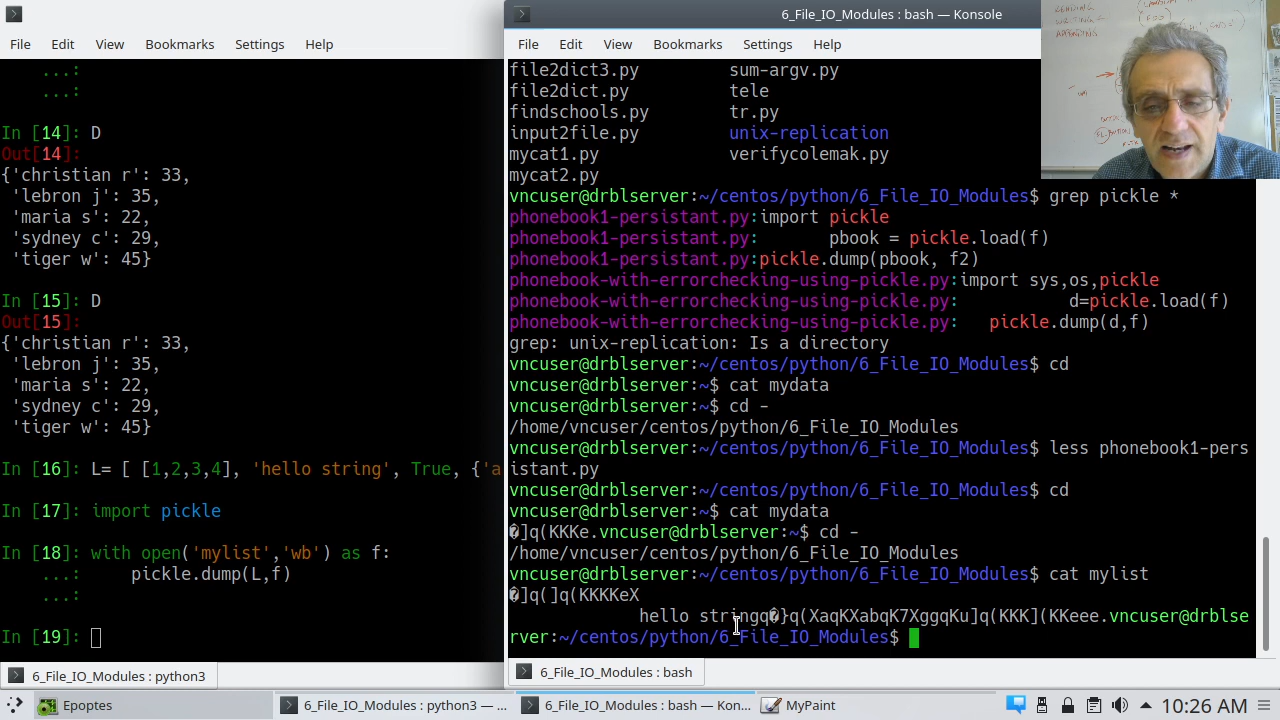 6_File_IO_Modules : bash — Konsole
File Edit View Bookmarks Settings Help
...:
...:
In [14]: D
Out[14]:
{'christian r': 33,
'lebron j': 35,
'maria s': 22,
'sydney c': 29,
'tiger w': 45}
In [15]: D
Out[15]:
{'christian r': 33,
'lebron j': 35,
'maria s': 22,
'sydney c': 29,
'tiger w': 45}
In [16]: L= [ [1,2,3,4], 'hello string', True, {'a
In [17]: import pickle
In [18]: with open('mylist','wb') as f:
...: pickle.dump(L,f)
...:
In [19]:
6_File_IO_Modules : python3
File Edit View Bookmarks Settings Help
file2dict3.py sum-argv.py
file2dict.py tele
findschools.py tr.py
input2file.py unix-replication
mycat1.py verifycolemak.py
mycat2.py
vncuser@drblserver:~/centos/python/6_File_IO_Modules$ grep pickle *
phonebook1-persistant.py:import pickle
phonebook1-persistant.py: pbook = pickle.load(f)
phonebook1-persistant.py:pickle.dump(pbook, f2)
phonebook-with-errorchecking-using-pickle.py:import sys,os,pickle
phonebook-with-errorchecking-using-pickle.py: d=pickle.load(f)
phonebook-with-errorchecking-using-pickle.py: pickle.dump(d,f)
grep: unix-replication: Is a directory
vncuser@drblserver:~/centos/python/6_File_IO_Modules$ cd
vncuser@drblserver:~$ cat mydata
vncuser@drblserver:~$ cd -
/home/vncuser/centos/python/6_File_IO_Modules
vncuser@drblserver:~/centos/python/6_File_IO_Modules$ less phonebook1-pers
istant.py
vncuser@drblserver:~/centos/python/6_File_IO_Modules$ cd
vncuser@drblserver:~$ cat mydata
�]q(KKKe.vncuser@drblserver:~$ cd -
/home/vncuser/centos/python/6_File_IO_Modules
vncuser@drblserver:~/centos/python/6_File_IO_Modules$ cat mylist
�]q(]q(KKKKeX
hello stringq�}q(XaqKXabqK7XggqKu]q(KKK](KKeee.vncuser@drblse
rver:~/centos/python/6_File_IO_Modules$
6_File_IO_Modules : bash
Epoptes
6_File_IO_Modules : python3 — ...
6_File_IO_Modules : bash — Kon...
MyPaint
10:26 AM